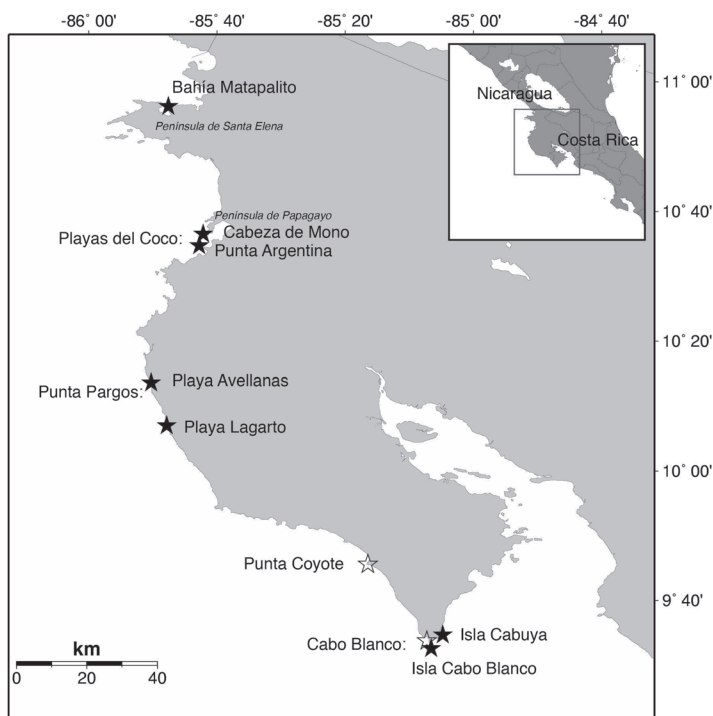 -86° 00'
-85° 40'
-85° 20'
-85° 00'
-84° 40'
11° 00'
Bahía Matapalito
Península de Santa Elena
Nicaragua
Costa Rica
10° 40'
Península de Papagayo
Playas del Coco:
Cabeza de Mono
Punta Argentina
10° 20'
Punta Pargos:
Playa Avellanas
Playa Lagarto
10° 00'
Punta Coyote
9° 40'
Cabo Blanco:
Isla Cabuya
Isla Cabo Blanco
km
0 20 40